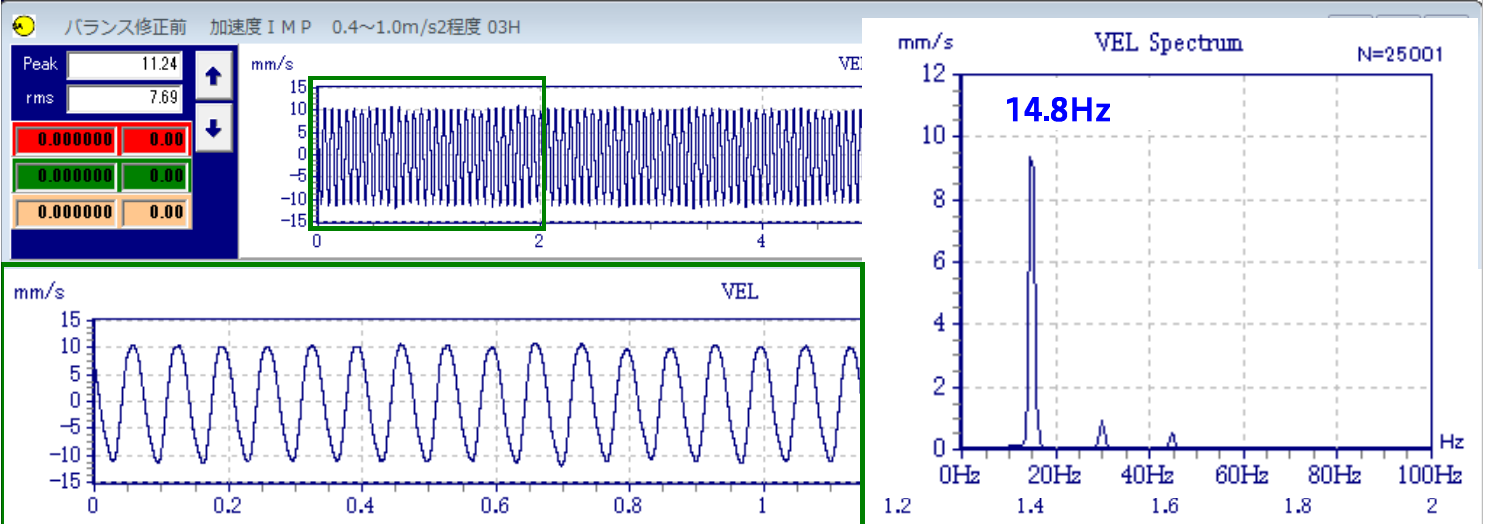 バランス修正前 加速度ＩＭＰ 0.4～1.0m/s2程度 03H
Peak 11.24
rms 7.69
0.000000 0.00
0.000000 0.00
0.000000 0.00
mm/s
15
10
5
0
-5
-10
-15
0 2 4
mm/s VEL
15
10
5
0
-5
-10
-15
0 0.2 0.4 0.6 0.8 1
mm/s VEL Spectrum N=25001
14.8Hz
12
10
8
6
4
2
0
Hz
0Hz 20Hz 40Hz 60Hz 80Hz 100Hz
1.2 1.4 1.6 1.8 2